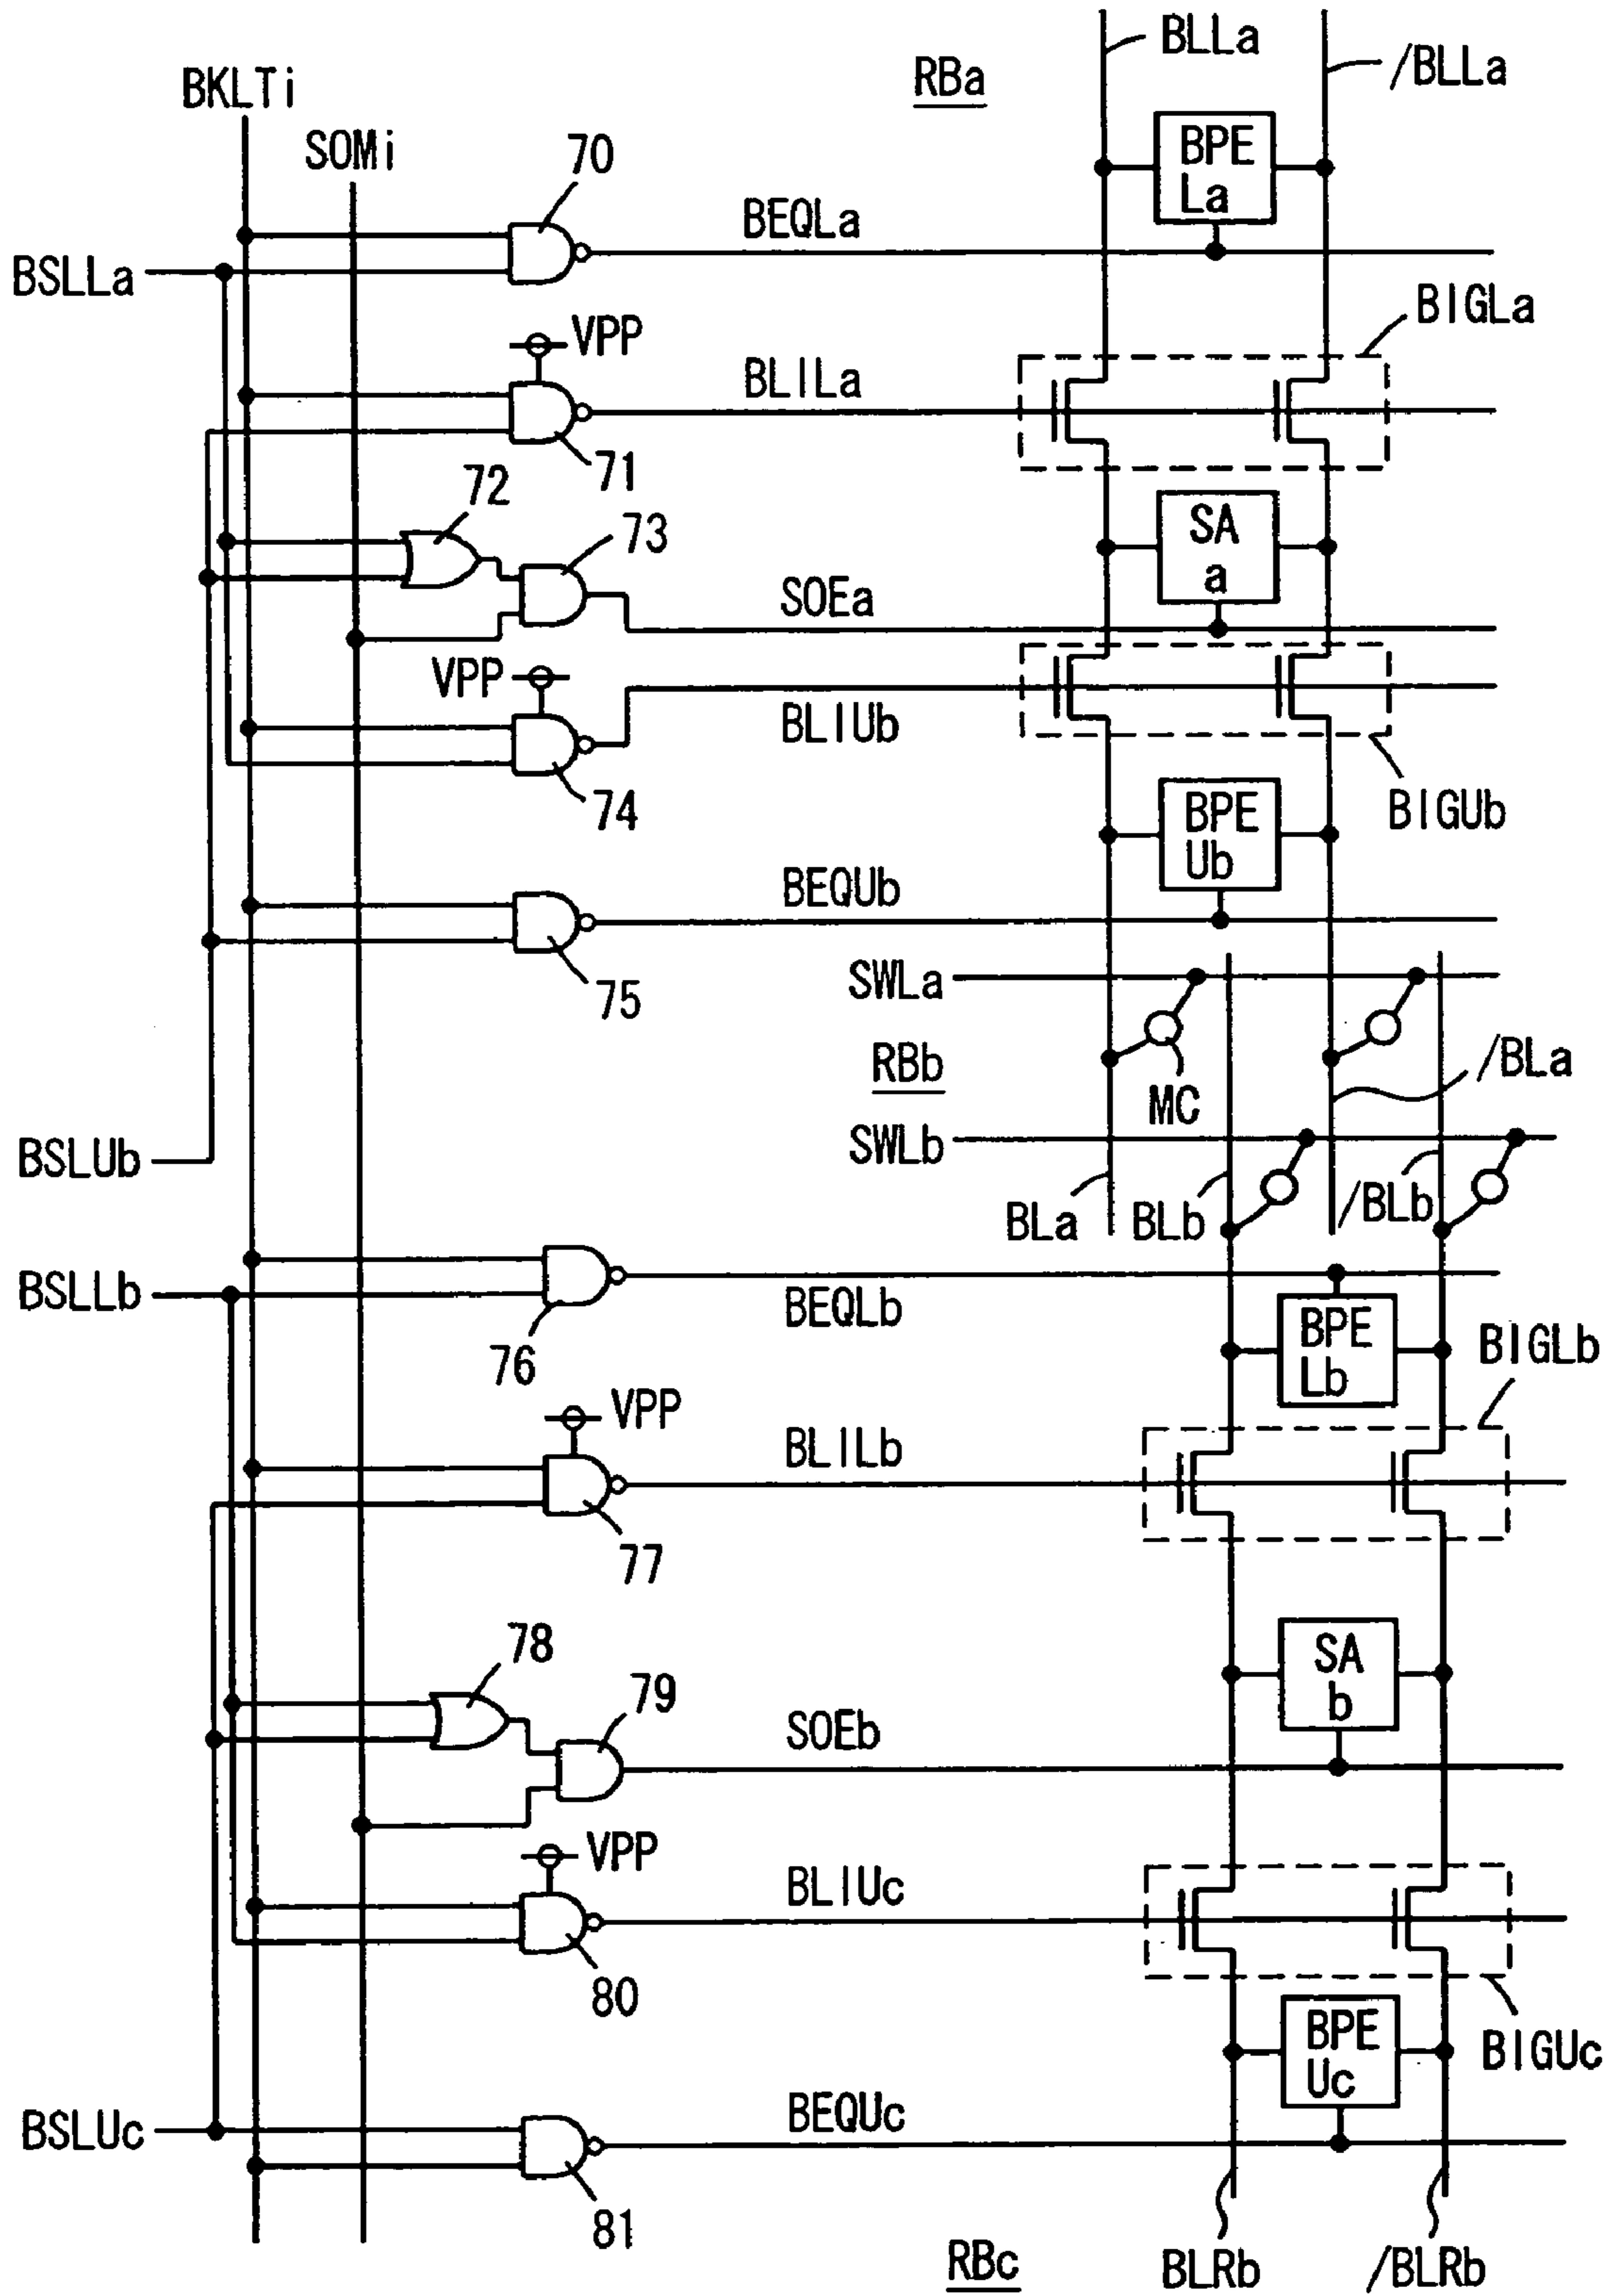 BLLa
/BLLa
RBa
BKLTi
SOMi
70
BPE
La
BEQLa
BSLLa
BIGLa
VPP
BLILa
71
72
73
SA
a
SOEa
VPP
BLIUb
74
BIGUb
BPE
Ub
BEQUb
75
SWLa
RBb
MC
/BLa
SWLb
BSLUb
BLa
BLb
/BLb
BSLLb
BEQLb
76
BPE
Lb
BIGLb
VPP
BLILb
77
78
79
SA
b
SOEb
VPP
BLIUc
80
BPE
Uc
BIGUc
BEQUc
BSLUc
81
RBc
BLRb
/BLRb